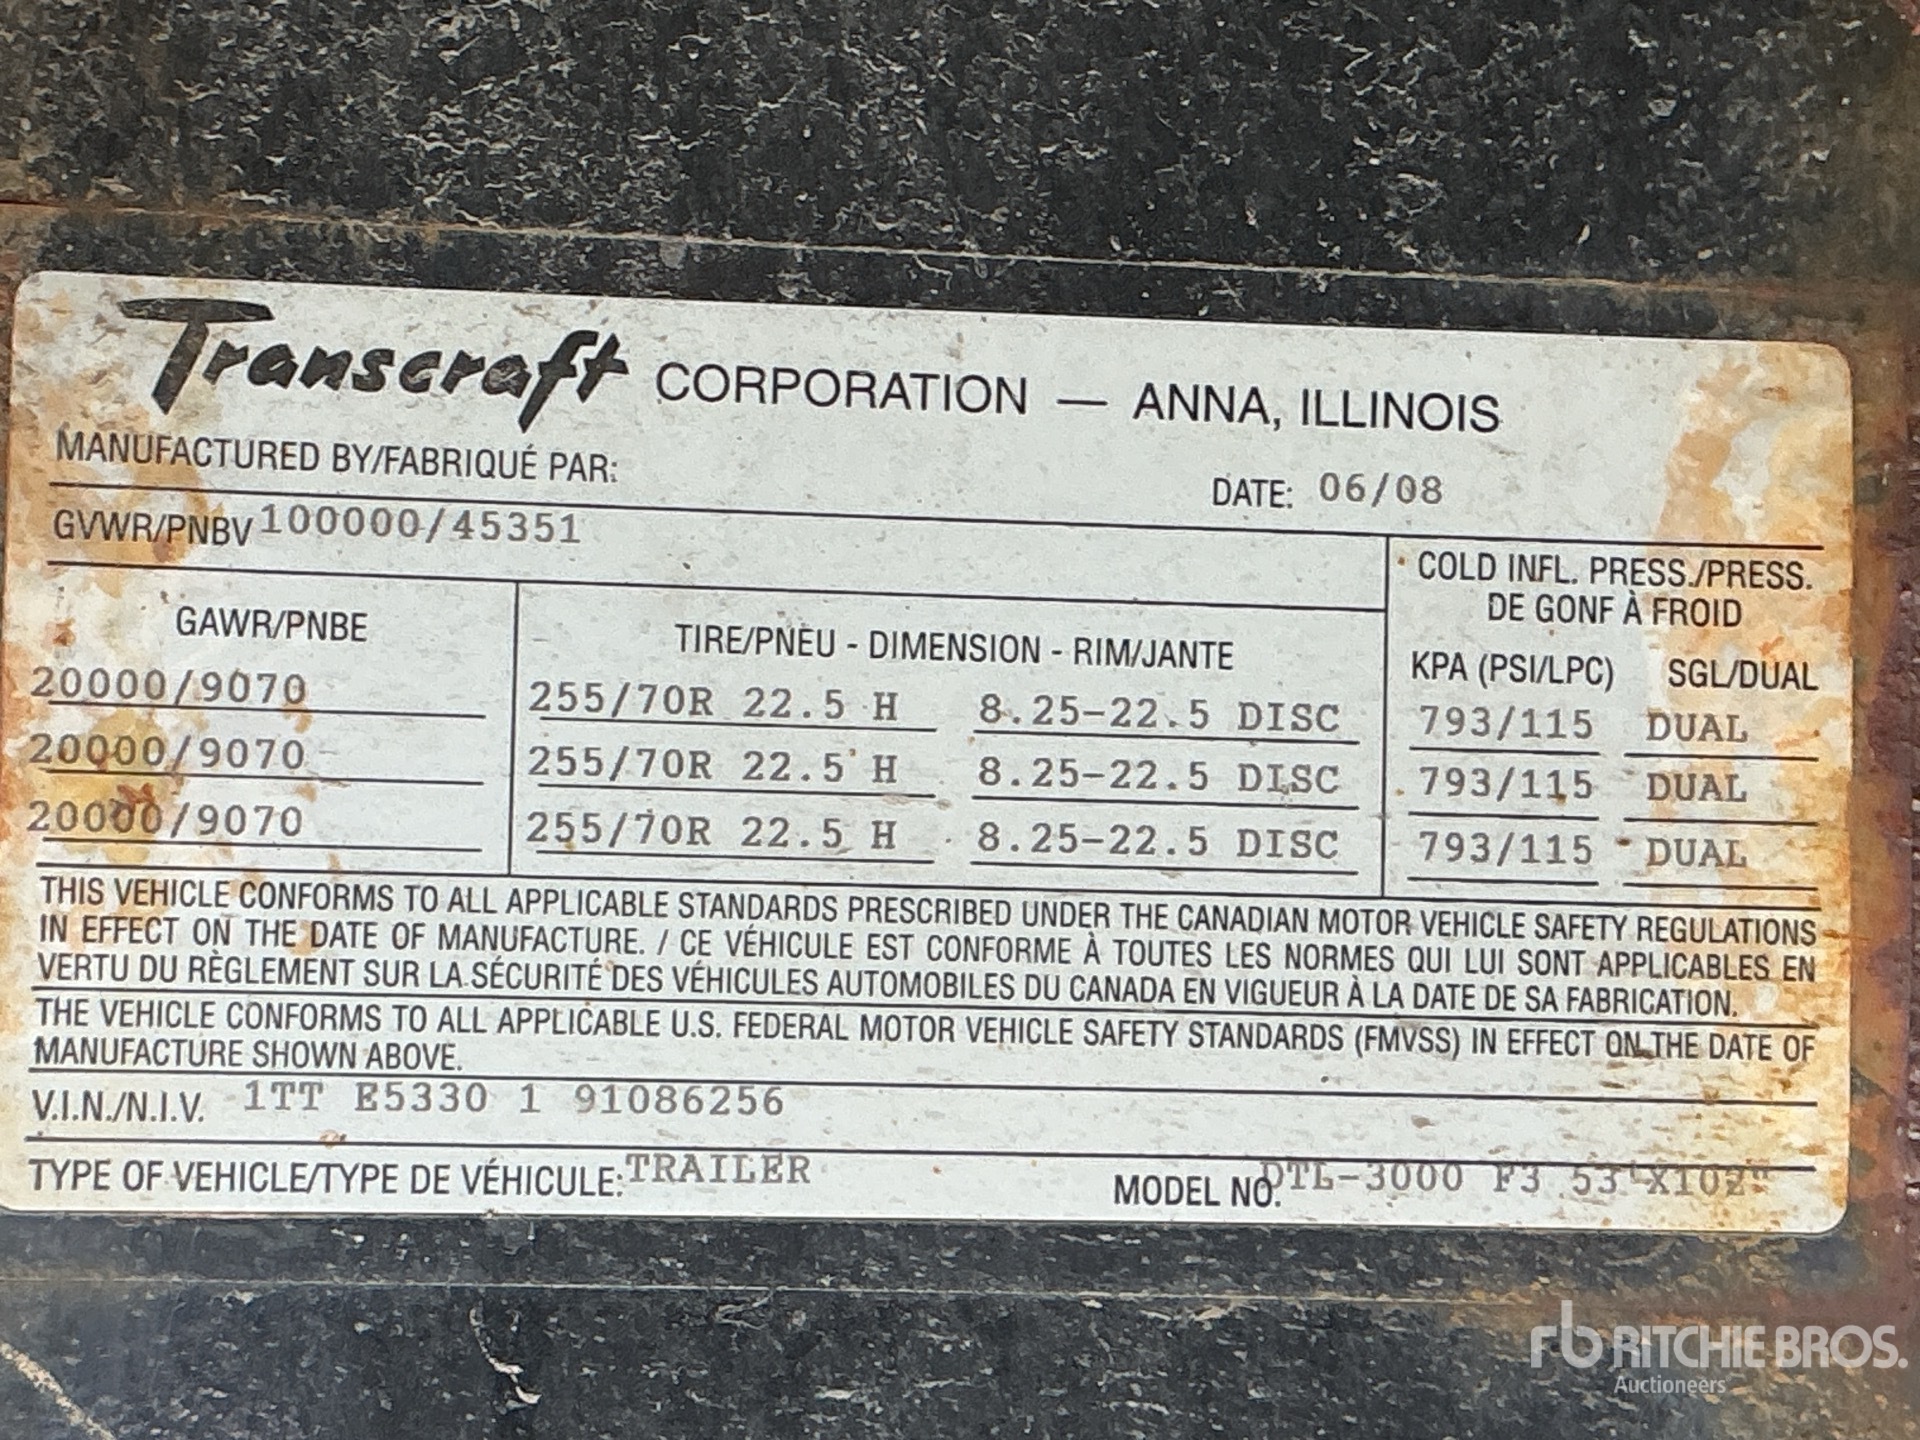 Transcraft CORPORATION — ANNA, ILLINOIS
MANUFACTURED BY/FABRIQUÉ PAR: DATE: 06/08
GVWR/PNBV 100000/45351
COLD INFL. PRESS./PRESS.
DE GONF À FROID
GAWR/PNBE TIRE/PNEU - DIMENSION - RIM/JANTE KPA (PSI/LPC) SGL/DUAL
20000/9070 255/70R 22.5 H 8.25-22.5 DISC 793/115 DUAL
20000/9070 255/70R 22.5 H 8.25-22.5 DISC 793/115 DUAL
20000/9070 255/70R 22.5 H 8.25-22.5 DISC 793/115 DUAL
THIS VEHICLE CONFORMS TO ALL APPLICABLE STANDARDS PRESCRIBED UNDER THE CANADIAN MOTOR VEHICLE SAFETY REGULATIONS
IN EFFECT ON THE DATE OF MANUFACTURE. / CE VÉHICULE EST CONFORME À TOUTES LES NORMES QUI LUI SONT APPLICABLES EN
VERTU DU RÈGLEMENT SUR LA SÉCURITÉ DES VÉHICULES AUTOMOBILES DU CANADA EN VIGUEUR À LA DATE DE SA FABRICATION.
THE VEHICLE CONFORMS TO ALL APPLICABLE U.S. FEDERAL MOTOR VEHICLE SAFETY STANDARDS (FMVSS) IN EFFECT ON THE DATE OF
MANUFACTURE SHOWN ABOVE.
V.I.N./N.I.V. 1TT E5330 1 91086256
TYPE OF VEHICLE/TYPE DE VÉHICULE: TRAILER MODEL NO. DTL-3000 F3 53'X102"
rb RITCHIE BROS.
Auctioneers